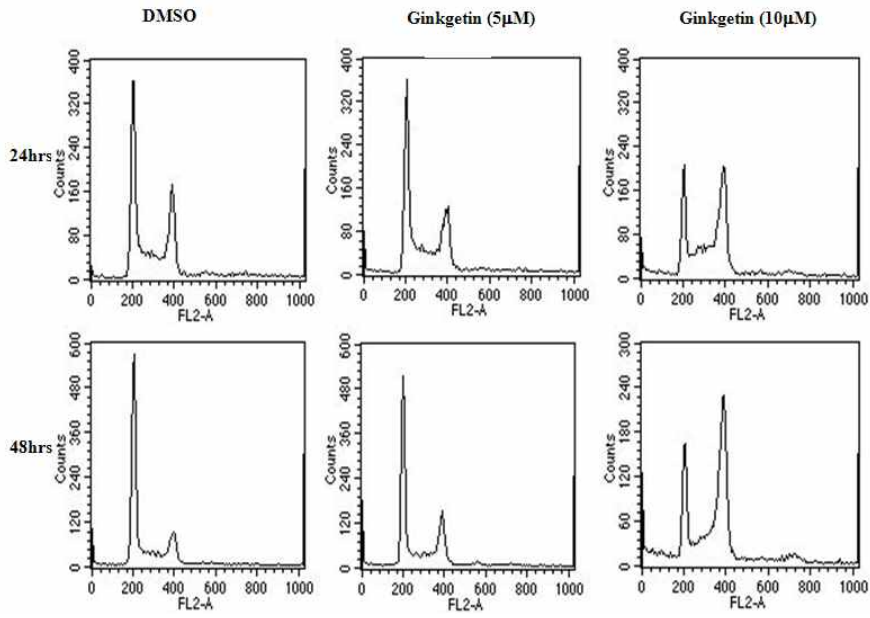 DMSO
Ginkgetin (5µM)
Ginkgetin (10µM)
24hrs
Counts
0 80 160 240 320 400
0 200 400 600 800 1000
FL2-A
Counts
0 80 160 240 320 400
0 200 400 600 800 1000
FL2-A
Counts
0 80 160 240 320 400
0 200 400 600 800 1000
FL2-A
48hrs
Counts
0 120 240 360 480 600
0 200 400 600 800 1000
FL2-A
Counts
0 120 240 360 480 600
0 200 400 600 800 1000
FL2-A
Counts
0 60 120 180 240 300
0 200 400 600 800 1000
FL2-A